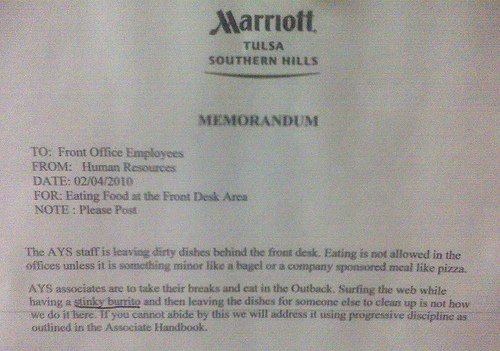 Marriott
TULSA
SOUTHERN HILLS
MEMORANDUM
TO: Front Office Employees
FROM: Human Resources
DATE: 02/04/2010
FOR: Eating Food at the Front Desk Area
NOTE : Please Post
The AYS staff is leaving dirty dishes behind the front desk. Eating is not allowed in the
offices unless it is something minor like a bagel or a company sponsored meal like pizza.
AYS associates are to take their breaks and eat in the Outback. Surfing the web while
having a stinky burrito and then leaving the dishes for someone else to clean up is not how
we do it here. If you cannot abide by this we will address it using progressive discipline as
outlined in the Associate Handbook.